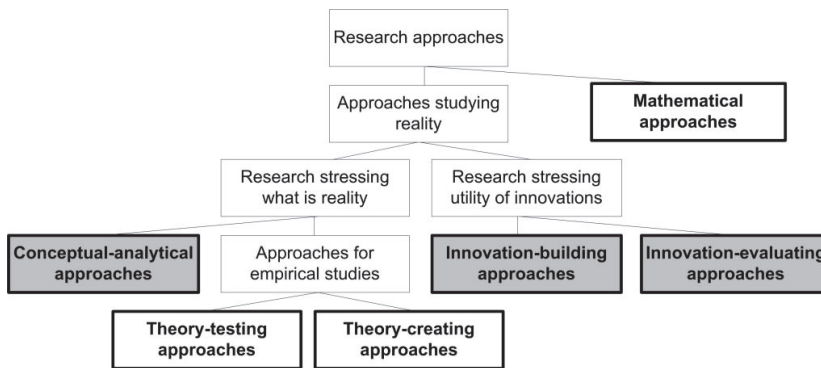 Research approaches
Approaches studying
reality
Mathematical
approaches
Research stressing
what is reality
Research stressing
utility of innovations
Conceptual-analytical
approaches
Approaches for
empirical studies
Innovation-building
approaches
Innovation-evaluating
approaches
Theory-testing
approaches
Theory-creating
approaches